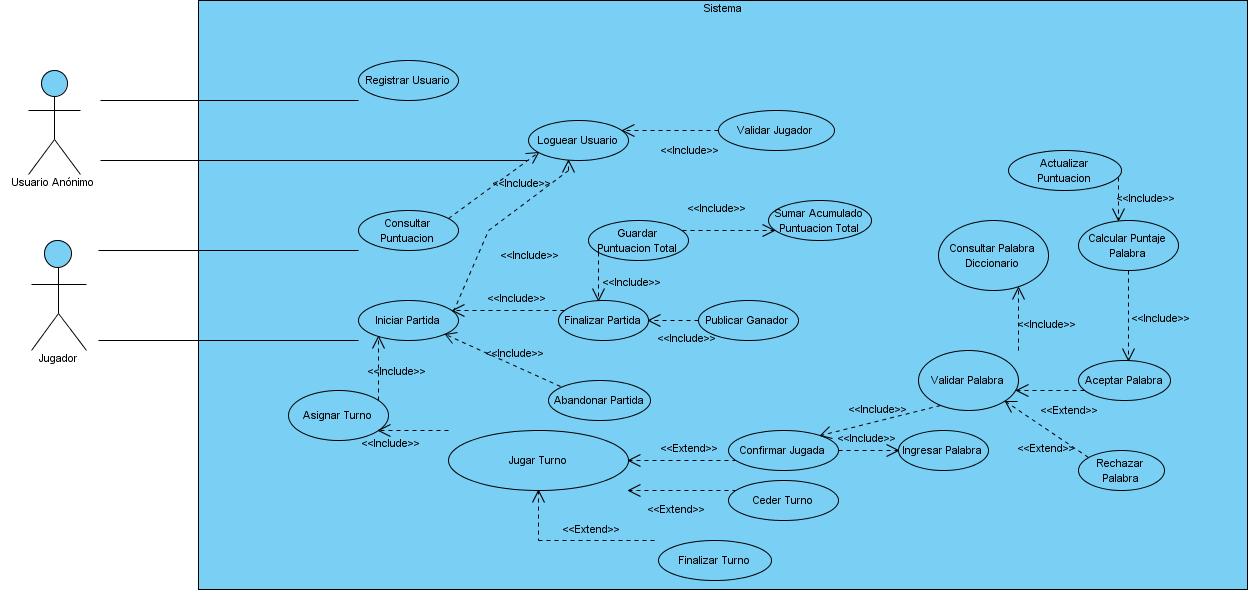 Sistema
Registrar Usuario
Loguear Usuario
Validar Jugador
<<Include>>
Usuario Anónimo
<<Include>>
Actualizar
Puntuacion
<<Include>>
Consultar
Puntuacion
<<Include>>
Sumar Acumulado
Puntuacion Total
Guardar
Puntuacion Total
Consultar Palabra
Diccionario
Calcular Puntaje
Palabra
<<Include>>
<<Include>>
<<Include>>
Iniciar Partida
Finalizar Partida
Publicar Ganador
<<Include>>
<<Include>>
<<Include>>
Jugador
<<Include>>
<<Include>>
Validar Palabra
Aceptar Palabra
Abandonar Partida
<<Include>>
<<Extend>>
Asignar Turno
<<Include>>
<<Include>>
<<Extend>>
Confirmar Jugada
Ingresar Palabra
<<Extend>>
Jugar Turno
Rechazar
Palabra
Ceder Turno
<<Extend>>
<<Extend>>
Finalizar Turno